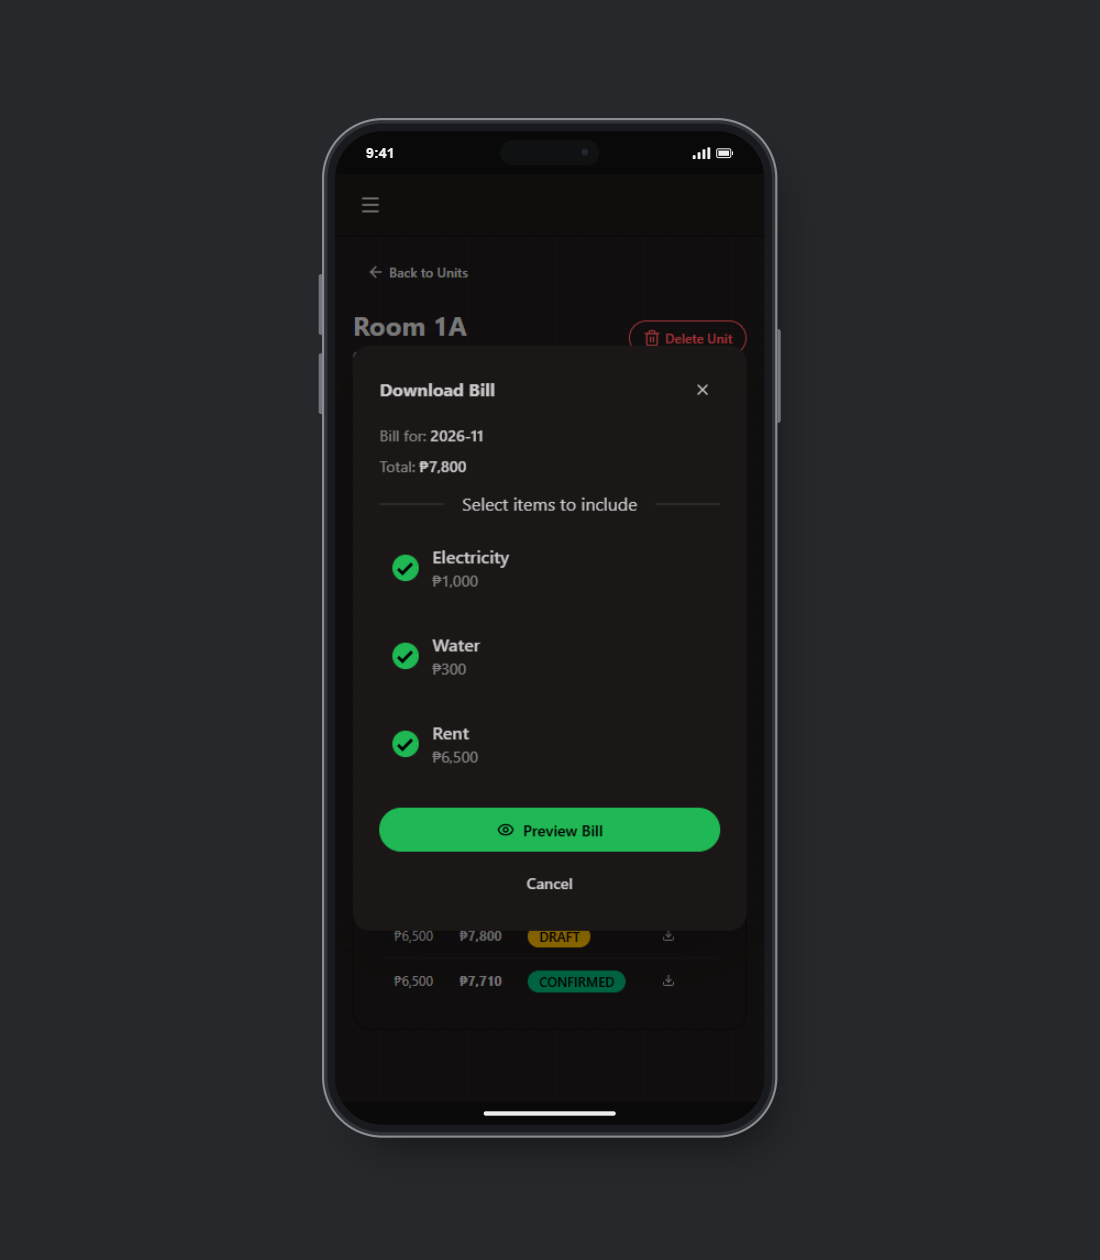 9:41
Back to Units
Room 1A
Delete Unit
Download Bill
Bill for: 2026-11
Total: ₱7,800
Select items to include
Electricity
₱1,000
Water
₱300
Rent
₱6,500
Preview Bill
Cancel
₱6,500 ₱7,800 DRAFT
₱6,500 ₱7,710 CONFIRMED